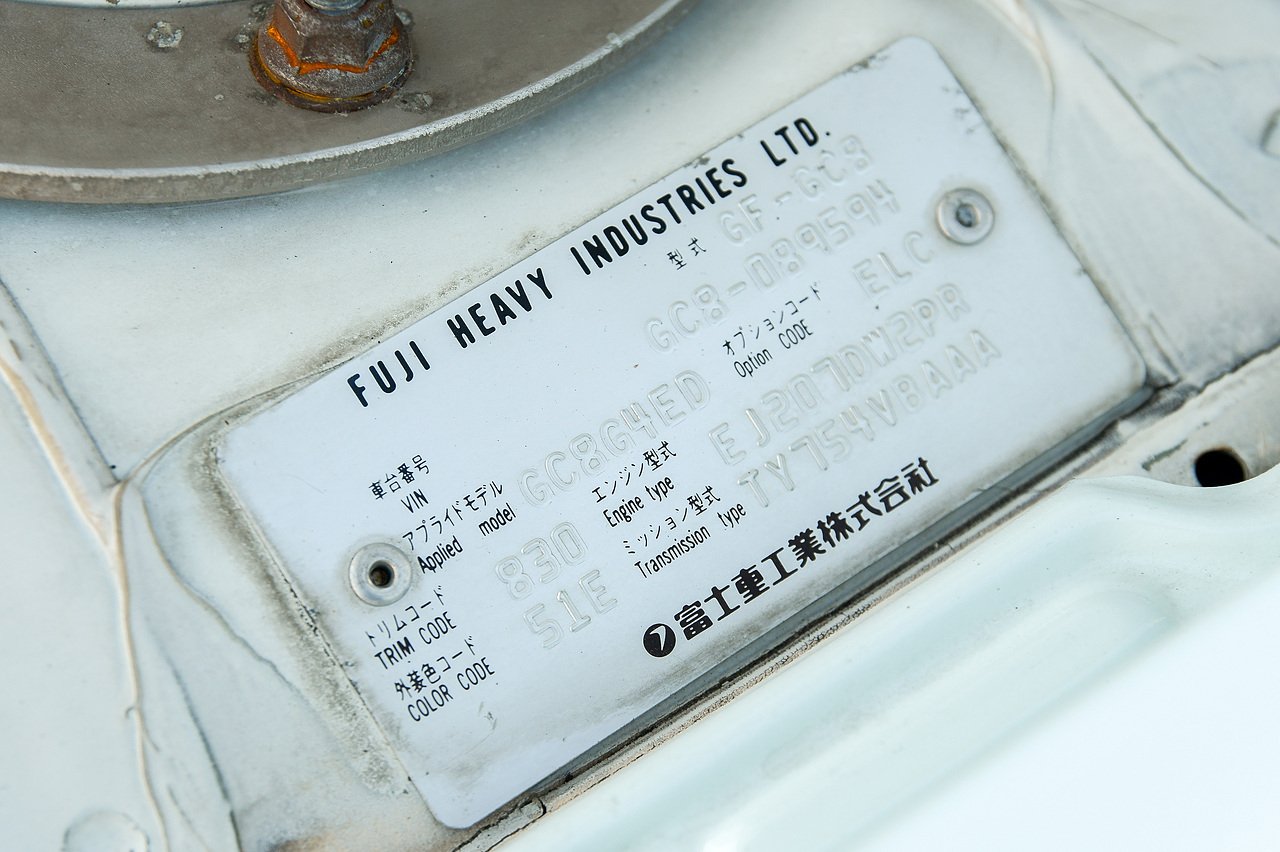 FUJI HEAVY INDUSTRIES LTD.
型式 GF-GC8
車台番号
VIN GC8-089594
アプライドモデル
Applied model GC8G4ED
オプションコード
Option CODE ELC
トリムコード
TRIM CODE 830
エンジン型式
Engine type EJ207DW2PR
外装色コード
COLOR CODE 51E
ミッション型式
Transmission type TY754VBAAA
富士重工業株式会社